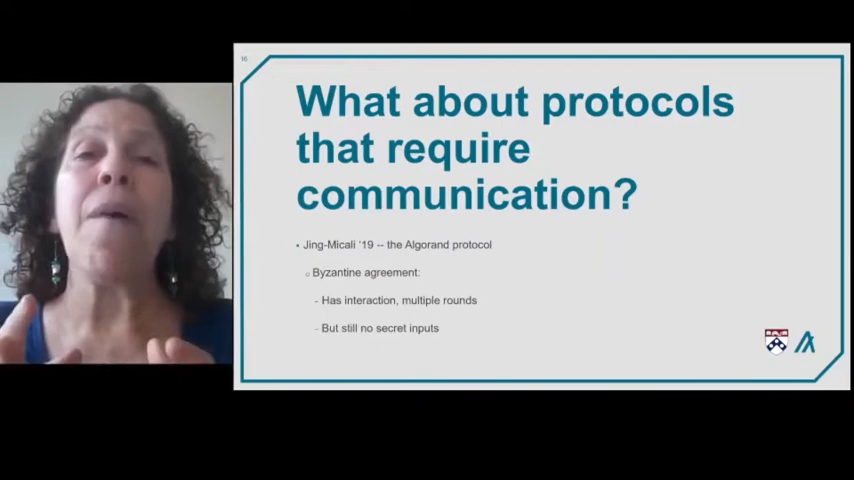 16
What about protocols
that require
communication?
▪ Jing-Micali '19 -- the Algorand protocol
○ Byzantine agreement:
- Has interaction, multiple rounds
- But still no secret inputs